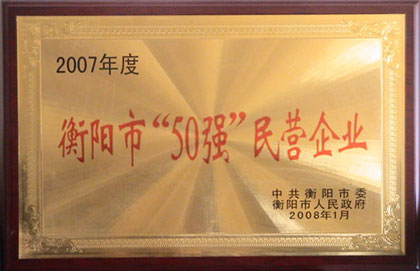 2007年度
衡阳市“50强”民营企业
中共衡阳市委
衡阳市人民政府
2008年1月